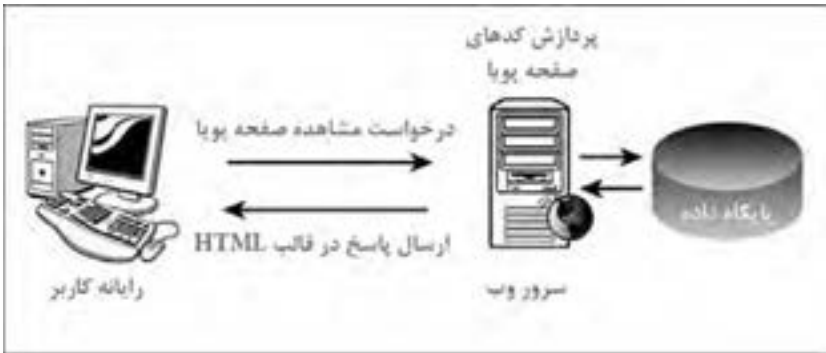 پردازش کدهای
صفحه پویا
درخواست مشاهده صفحه پویا
پایگاه داده
ارسال پاسخ در قالب HTML
رایانه کاربر
سرور وب